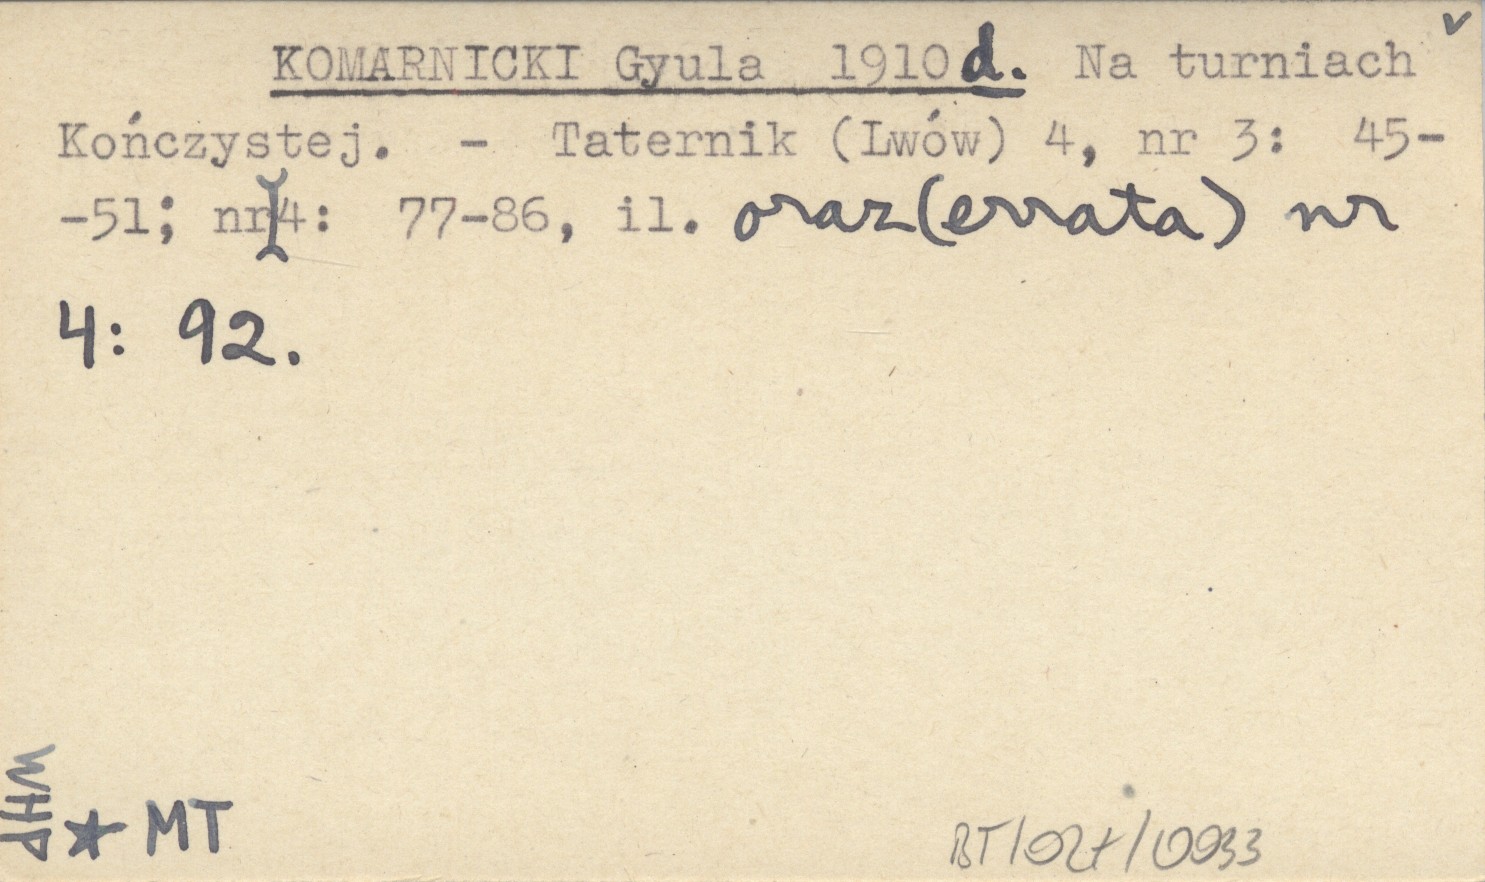 KOMARNICKI Gyula 1910d. Na turniach v
Kończystej. - Taternik (Lwów) 4, nr 3: 45-
-51; nr 4: 77-86, il. oraz (errata) nr
4: 92.
WHP
★ MT
BT/027/0933